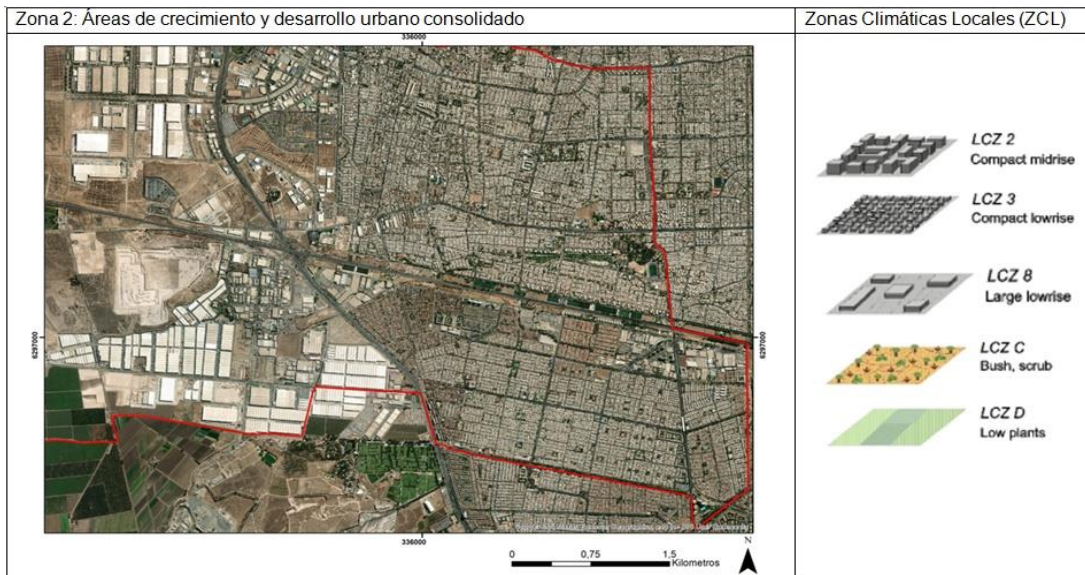 Zona 2: Áreas de crecimiento y desarrollo urbano consolidado
Zonas Climáticas Locales (ZCL)
336000
LCZ 2
Compact midrise
LCZ 3
Compact lowrise
LCZ 8
Large lowrise
6297000
6297000
LCZ C
Bush, scrub
LCZ D
Low plants
336000
N
0 0,75 1,5
Kilometros